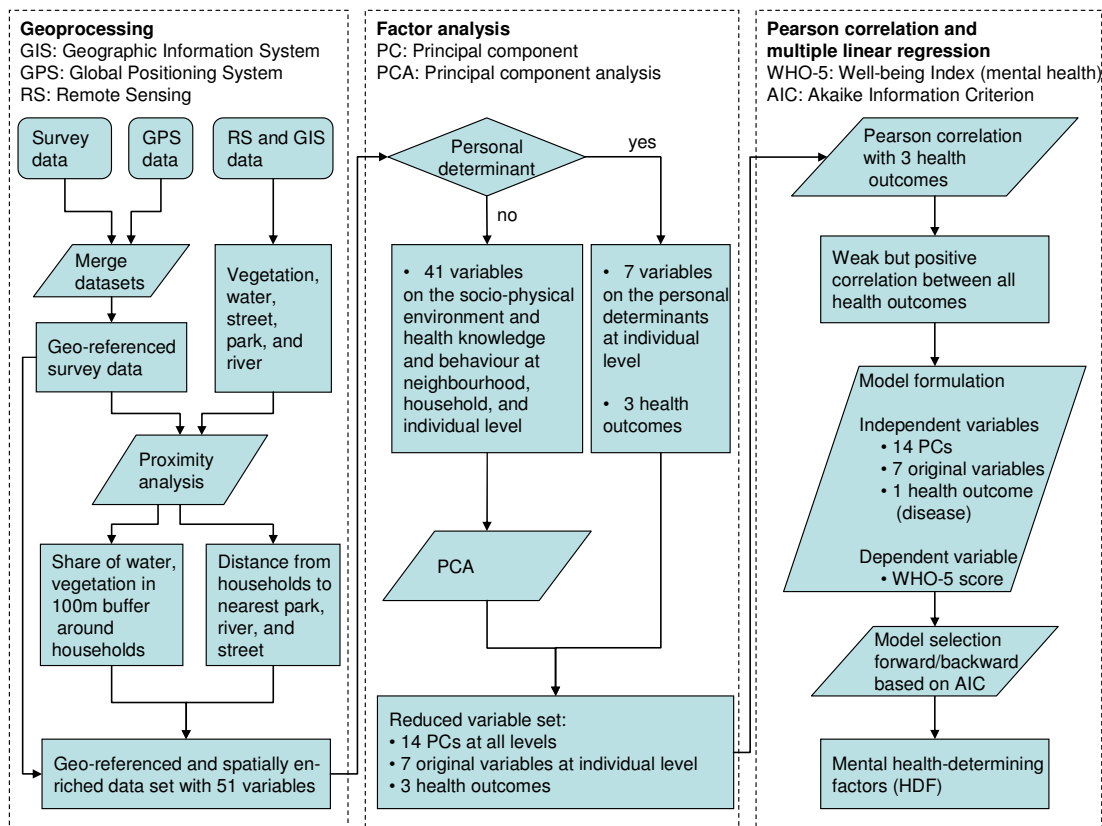 Geoprocessing
GIS: Geographic Information System
GPS: Global Positioning System
RS: Remote Sensing
Survey
data
GPS
data
RS and GIS
data
Merge
datasets
Vegetation,
water,
street,
park, and
river
Geo-referenced
survey data
Proximity
analysis
Share of water,
vegetation in
100m buffer
around
households
Distance from
households to
nearest park,
river, and
street
Geo-referenced and spatially en-
riched data set with 51 variables
Factor analysis
PC: Principal component
PCA: Principal component analysis
Personal
determinant
yes
no
• 41 variables
on the socio-physical
environment and
health knowledge
and behaviour at
neighbourhood,
household, and
individual level
• 7 variables
on the personal
determinants
at individual
level
• 3 health
outcomes
PCA
Reduced variable set:
• 14 PCs at all levels
• 7 original variables at individual level
• 3 health outcomes
Pearson correlation and
multiple linear regression
WHO-5: Well-being Index (mental health)
AIC: Akaike Information Criterion
Pearson correlation
with 3 health
outcomes
Weak but positive
correlation between all
health outcomes
Model formulation
Independent variables
• 14 PCs
• 7 original variables
• 1 health outcome
(disease)
Dependent variable
• WHO-5 score
Model selection
forward/backward
based on AIC
Mental health-determining
factors (HDF)